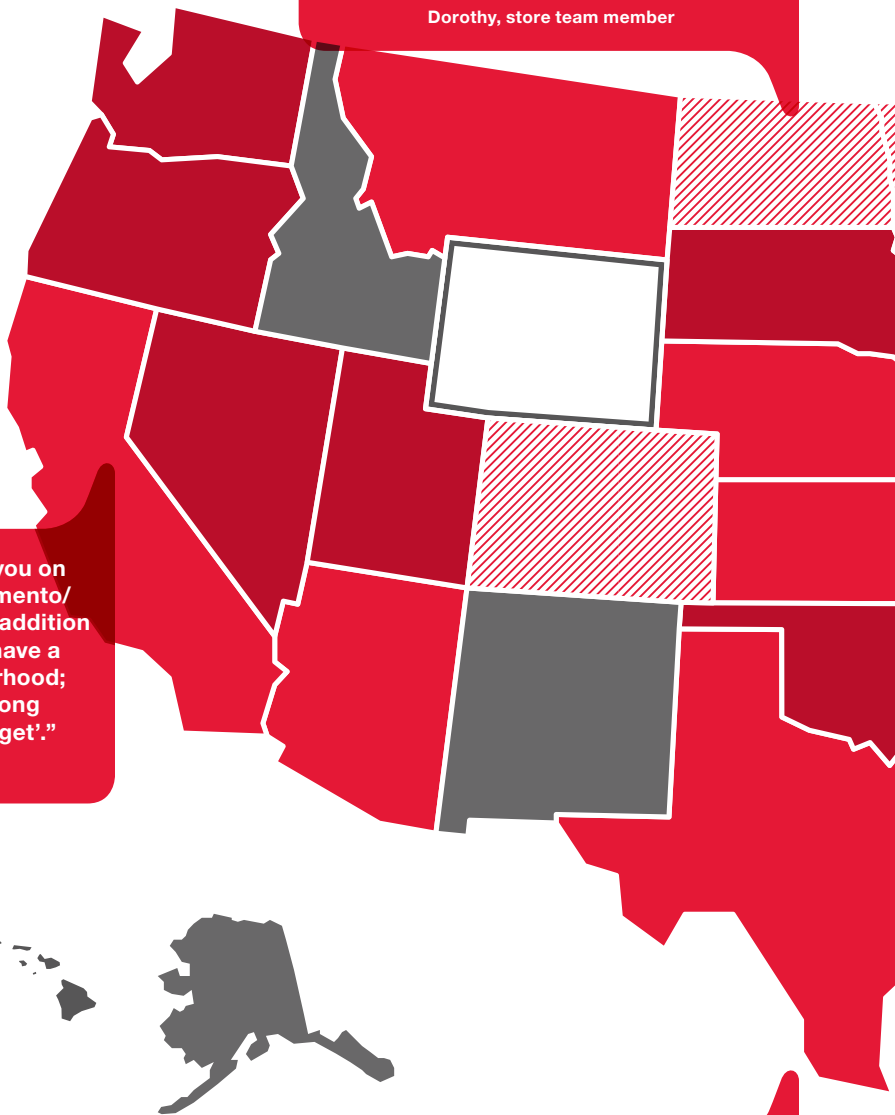 Dorothy, store team member
you on
mento/
addition
have a
rhood;
ong
get’.”